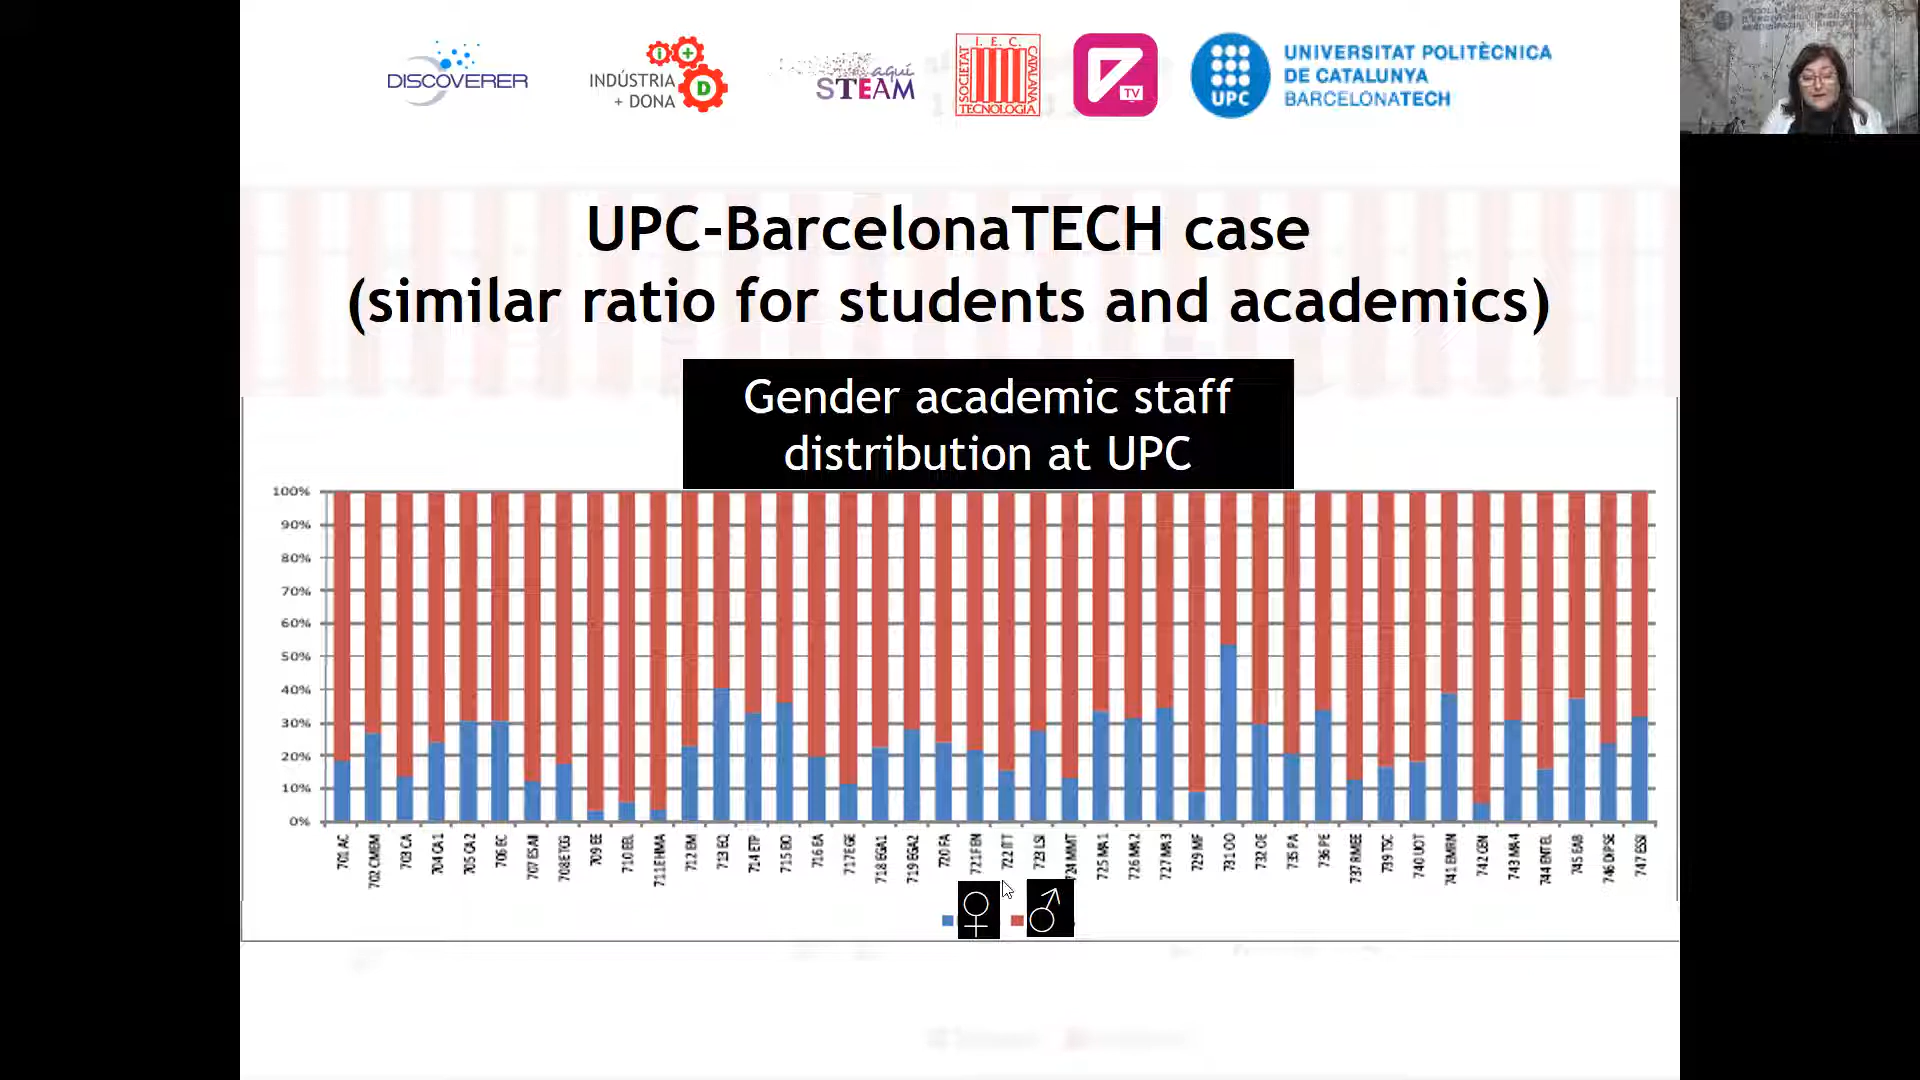 DISCOVERER
INDÚSTRIA
+ DONA
i + D
aquí
STEAM
I. E. C.
SOCIETAT
CATALANA
TECNOLOGIA
TV
UPC
UNIVERSITAT POLITÈCNICA
DE CATALUNYA
BARCELONATECH
UPC-BarcelonaTECH case
(similar ratio for students and academics)
Gender academic staff
distribution at UPC
100%
90%
80%
70%
60%
50%
40%
30%
20%
10%
0%
701 AC
702 CMEM
703 CA
704 CA1
705 CA2
706 EC
707 ESAII
708 ETCG
709 EE
710 EEL
711 EHMA
712 EM
713 EQ
714 ETP
715 EIO
716 EA
717 EGE
718 EGA1
719 EGA2
720 FA
721 FEN
722 ITT
723 LSI
724 MMT
725 MA1
726 MA2
727 MA3
729 MF
731 OO
732 OE
735 PA
736 PE
737 RMEE
739 TSC
740 UOT
741 EMRN
742 CEN
743 MA4
744 ENTEL
745 EAB
746 DIPSE
747 ESSI
♀ ♂